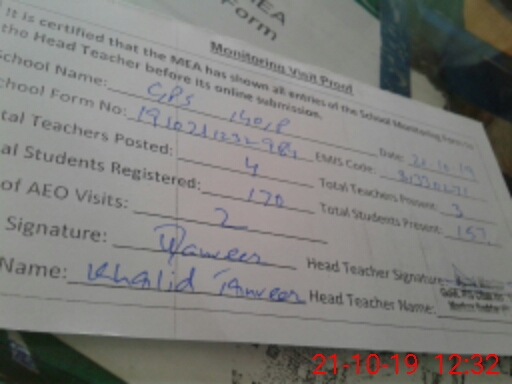 MEA
Form
Monitoring Visit Proof
It is certified that the MEA has shown all entries of the School Monitoring Form to
the Head Teacher before its online submission.
School Name: GPS Date: 21-10-19
School Form No: EMIS Code:
Total Teachers Posted: 4 Total Teachers Present: 3
al Students Registered: 170 Total Students Present: 157
of AEO Visits: 2
Signature: Head Teacher Signature:
Name: Khalid Tanveer Head Teacher Name:
21-10-19 12:32